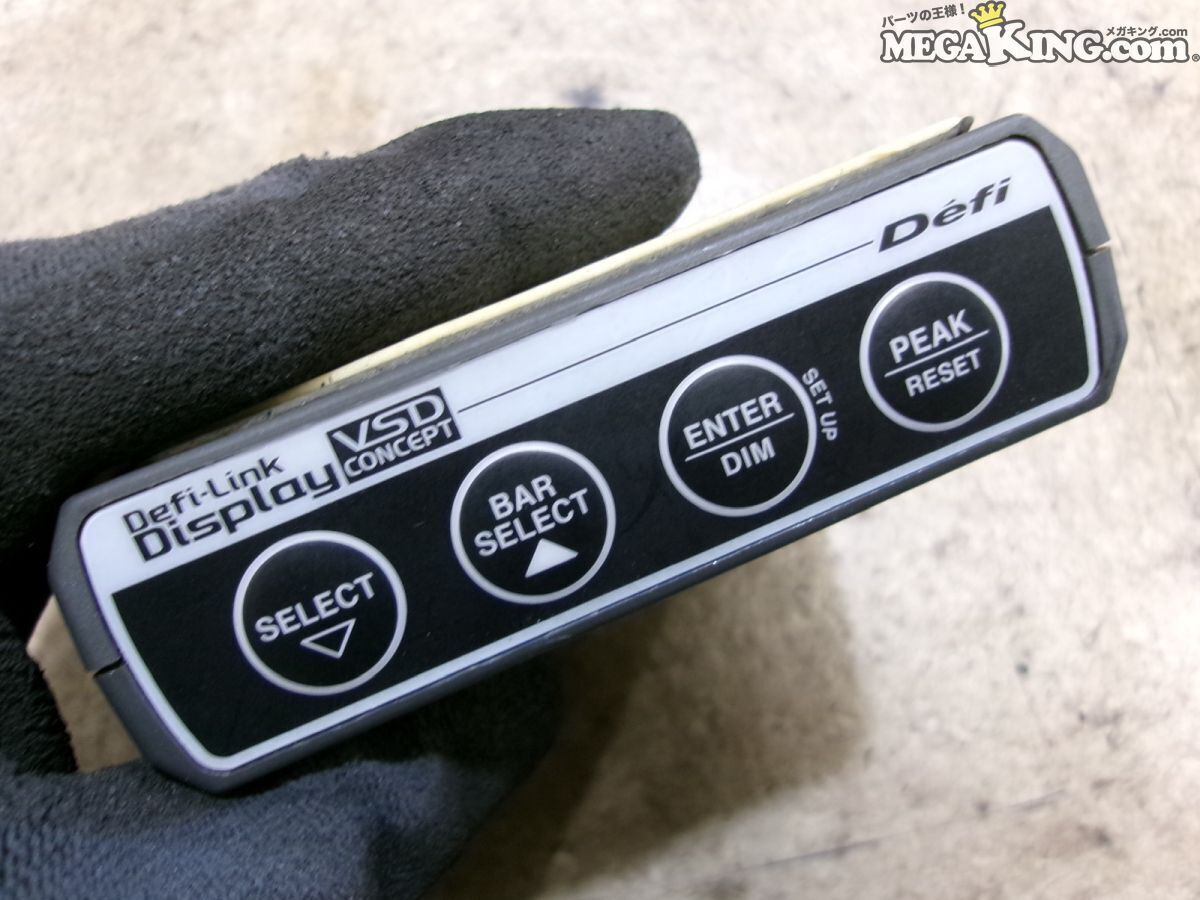 パーツの王様！
メガキング.com
MEGAKING.com®
Défi
Defi-Link
Display
VSD
CONCEPT
SELECT
▽
BAR
SELECT
▲
ENTER
DIM
SET UP
PEAK
RESET